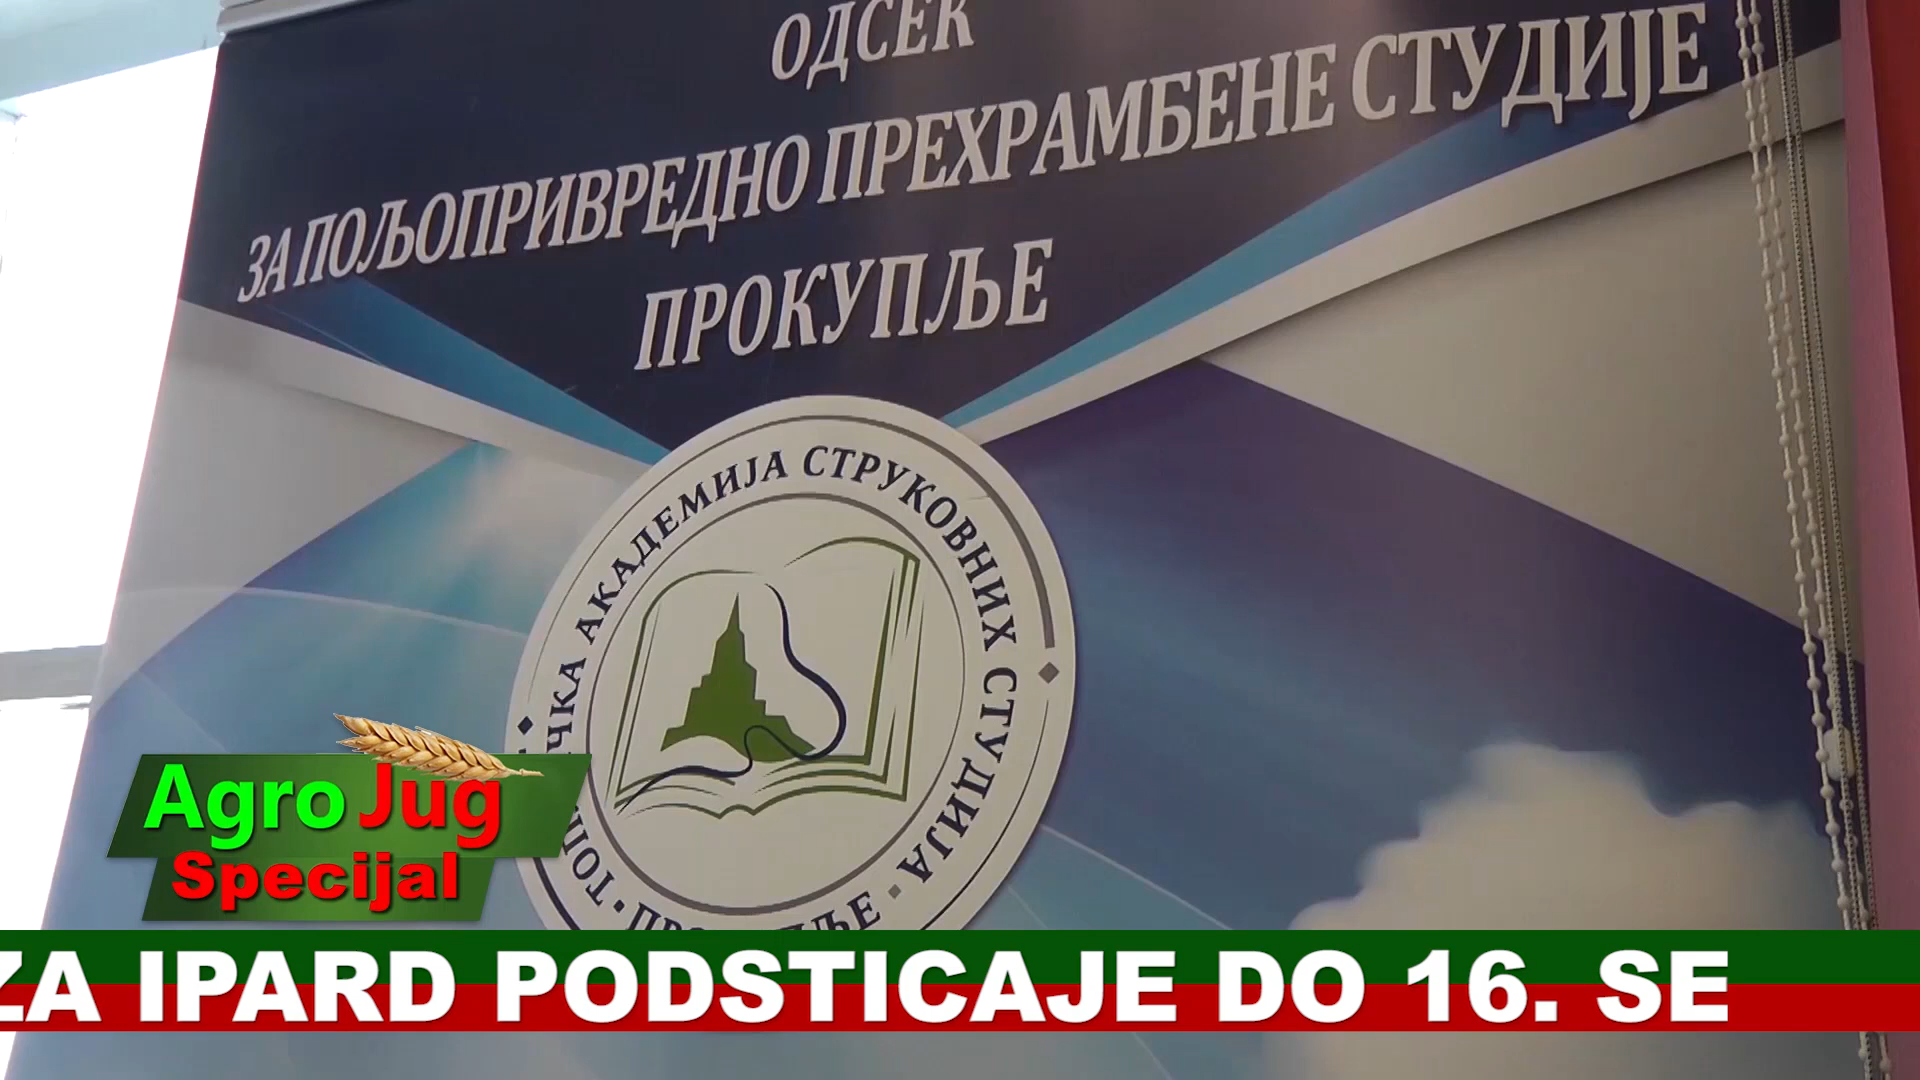 ОДСЕК
ЗА ПОЉОПРИВРЕДНО ПРЕХРАМБЕНЕ СТУДИЈЕ
ПРОКУПЉЕ
АКАДЕМИЈА СТРУКОВНИХ СТУДИЈА
Agro Jug
Specijal
ZA IPARD PODSTICAJE DO 16. SE